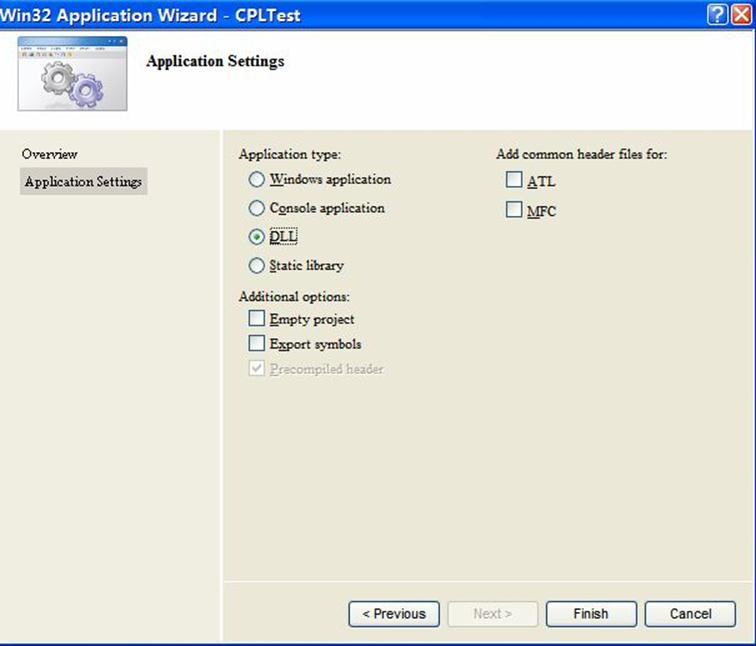 Win32 Application Wizard - CPLTest
Application Settings
Overview
Application Settings
Application type:
Windows application
Console application
DLL
Static library
Additional options:
Empty project
Export symbols
Precompiled header
Add common header files for:
ATL
MFC
< Previous
Next >
Finish
Cancel